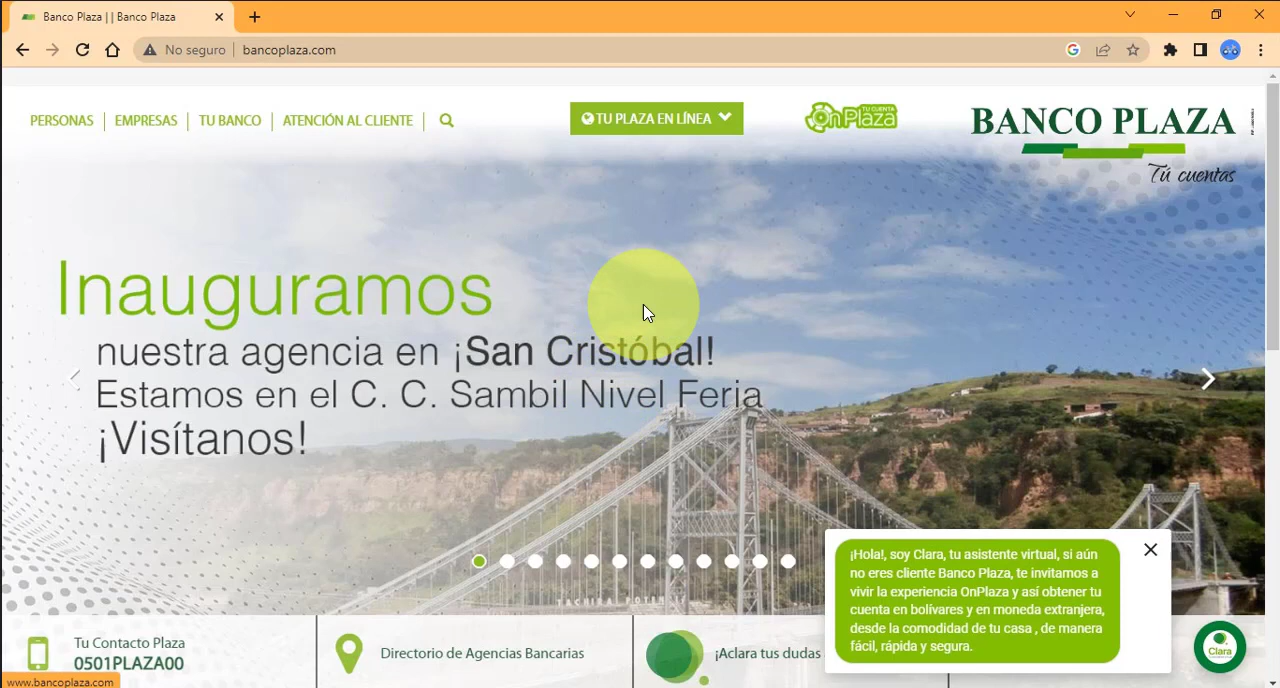 Banco Plaza | | Banco Plaza
No seguro
bancoplaza.com
PERSONAS
EMPRESAS
TU BANCO
ATENCIÓN AL CLIENTE
TU PLAZA EN LÍNEA
TU CUENTA
OnPlaza
BANCO PLAZA
Tú cuentas
Inauguramos
nuestra agencia en ¡San Cristóbal!
Estamos en el C. C. Sambil Nivel Feria
¡Visítanos!
TACHIRA POTENCIA
¡Hola!, soy Clara, tu asistente virtual, si aún
no eres cliente Banco Plaza, te invitamos a
vivir la experiencia OnPlaza y así obtener tu
cuenta en bolívares y en moneda extranjera,
desde la comodidad de tu casa , de manera
fácil, rápida y segura.
Tu Contacto Plaza
0501PLAZA00
Directorio de Agencias Bancarias
¡Aclara tus dudas
Clara
www.bancoplaza.com